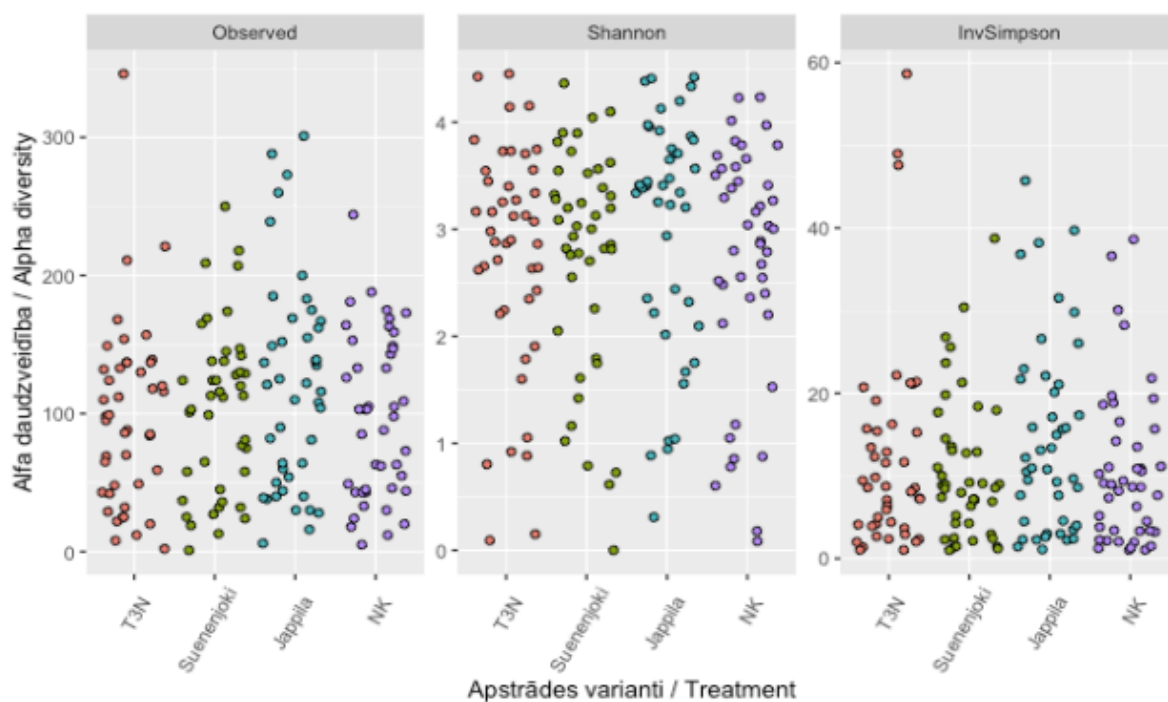 Observed
Shannon
InvSimpson
Alfa daudzveidība / Alpha diversity
300
200
100
0
4
3
2
1
0
60
40
20
0
T3N
Suenenjoki
Jappila
NK
T3N
Suenenjoki
Jappila
NK
T3N
Suenenjoki
Jappila
NK
Apstrādes varianti / Treatment